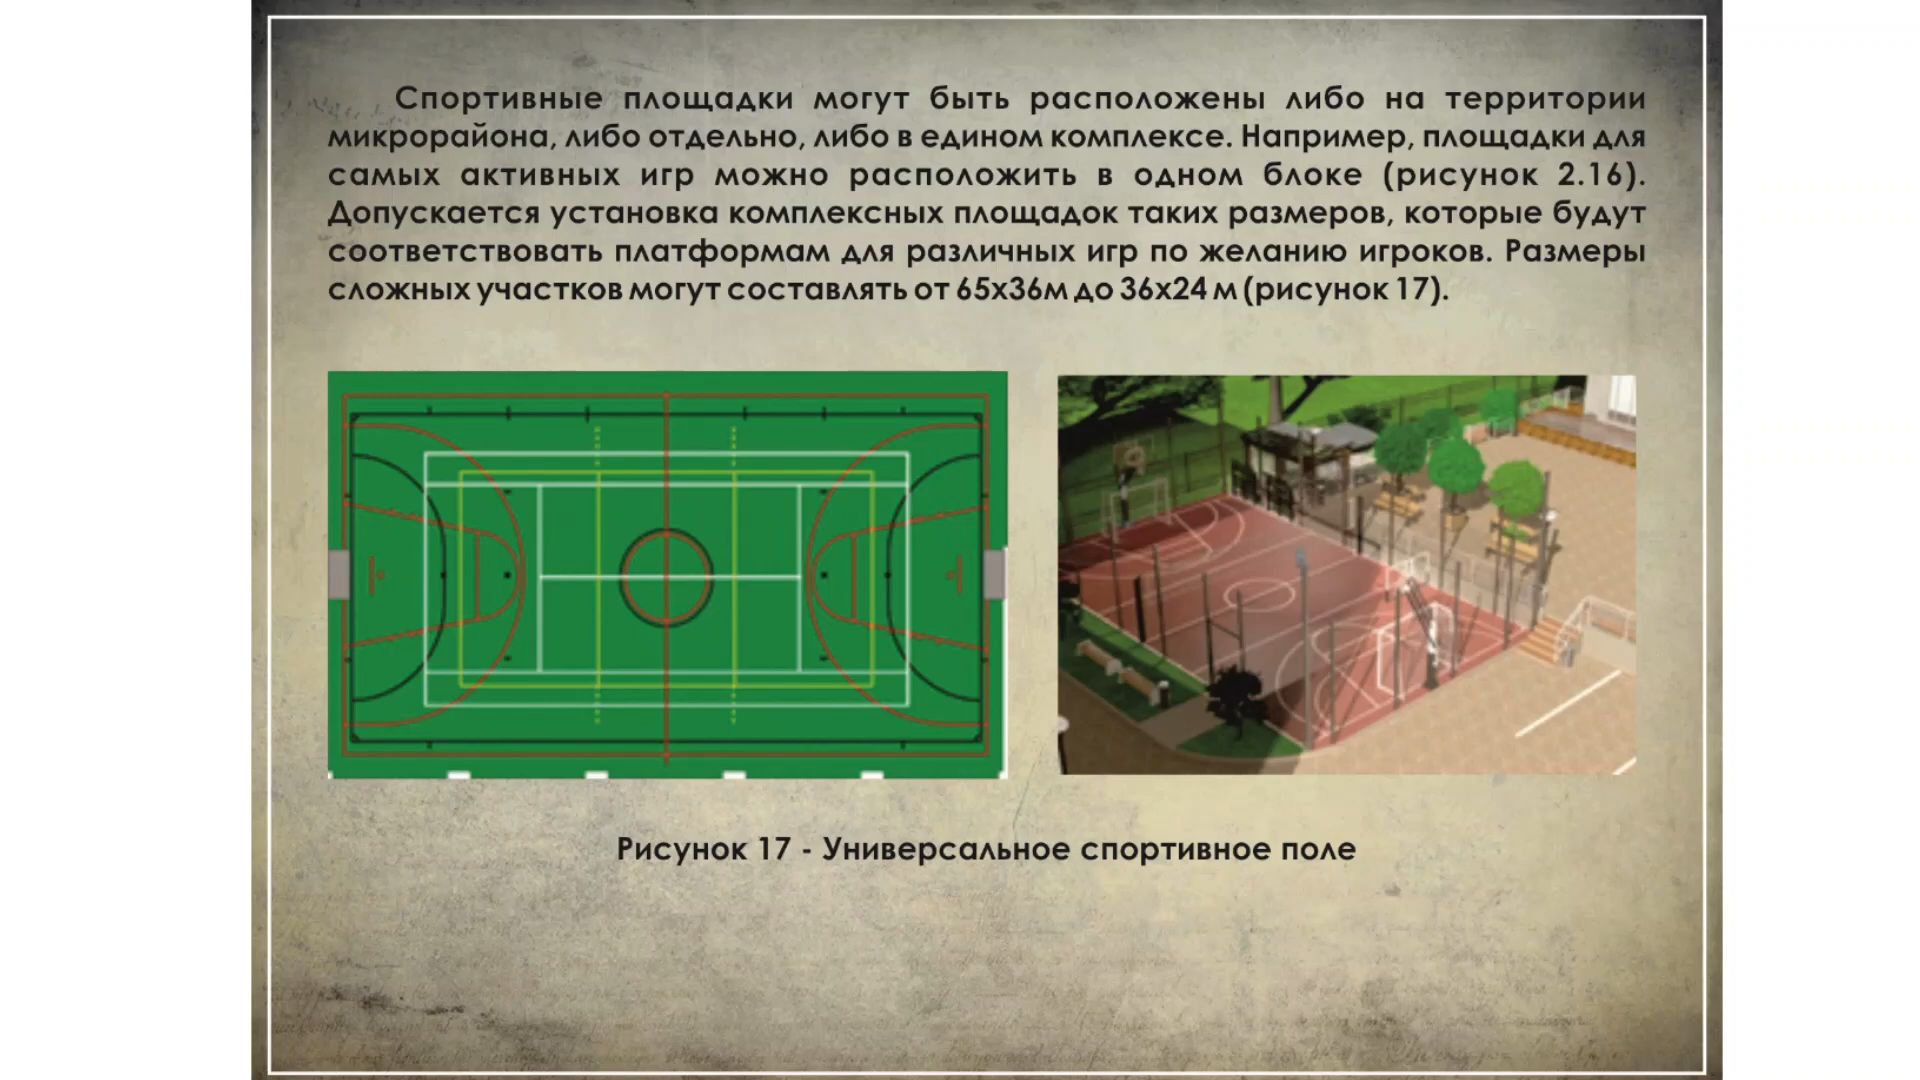 Спортивные площадки могут быть расположены либо на территории
микрорайона, либо отдельно, либо в едином комплексе. Например, площадки для
самых активных игр можно расположить в одном блоке (рисунок 2.16).
Допускается установка комплексных площадок таких размеров, которые будут
соответствовать платформам для различных игр по желанию игроков. Размеры
сложных участков могут составлять от 65х36м до 36х24 м (рисунок 17).
Рисунок 17 - Универсальное спортивное поле